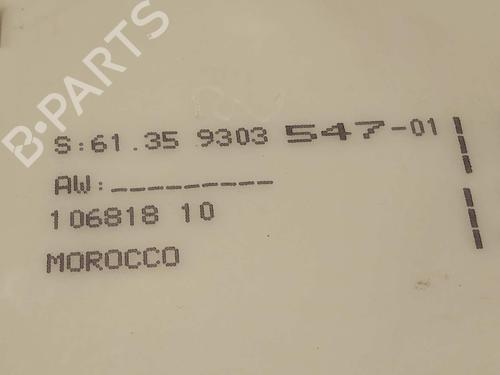 B-PARTS
S:61.35 9303 547-01
AW:_________
106818 10
MOROCCO